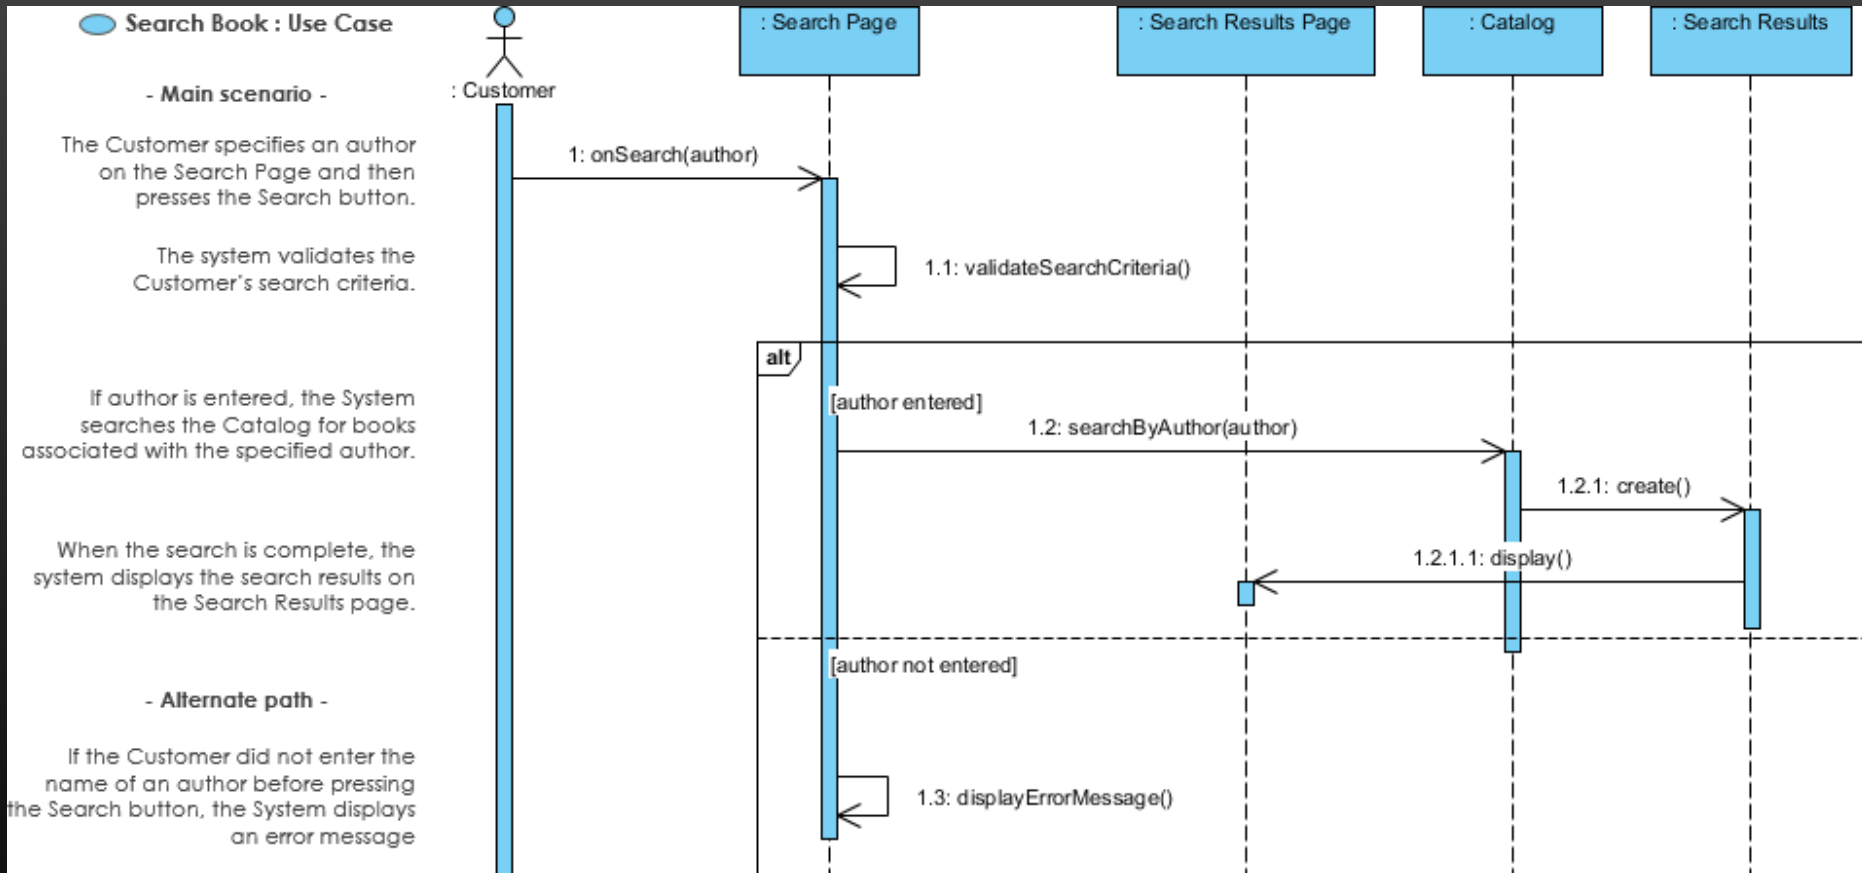 Search Book : Use Case
: Search Page
: Search Results Page
: Catalog
: Search Results
- Main scenario -
: Customer
The Customer specifies an author
on the Search Page and then
presses the Search button.
1: onSearch(author)
The system validates the
Customer's search criteria.
1.1: validateSearchCriteria()
alt
If author is entered, the System
searches the Catalog for books
associated with the specified author.
[author entered]
1.2: searchByAuthor(author)
1.2.1: create()
When the search is complete, the
system displays the search results on
the Search Results page.
1.2.1.1: display()
[author not entered]
- Alternate path -
If the Customer did not enter the
name of an author before pressing
the Search button, the System displays
an error message
1.3: displayErrorMessage()